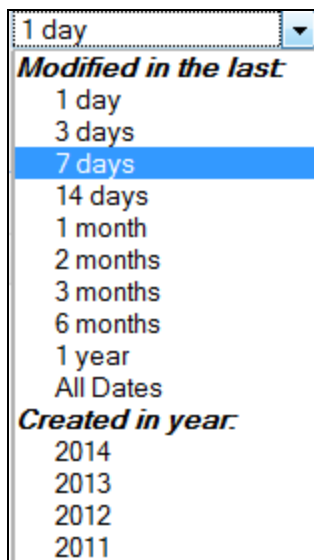 1 day
Modified in the last:
1 day
3 days
7 days
14 days
1 month
2 months
3 months
6 months
1 year
All Dates
Created in year:
2014
2013
2012
2011